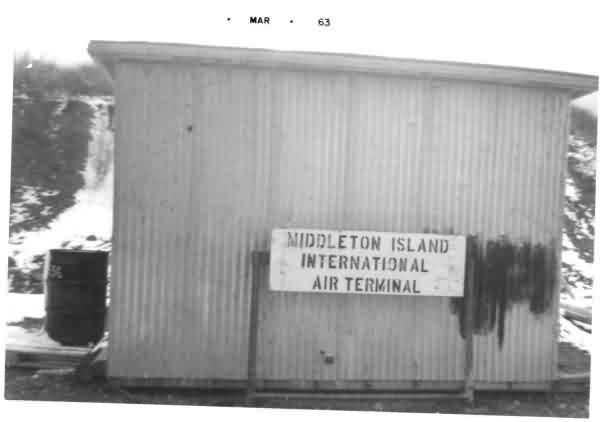 • MAR • 63
MIDDLETON ISLAND
INTERNATIONAL
AIR TERMINAL